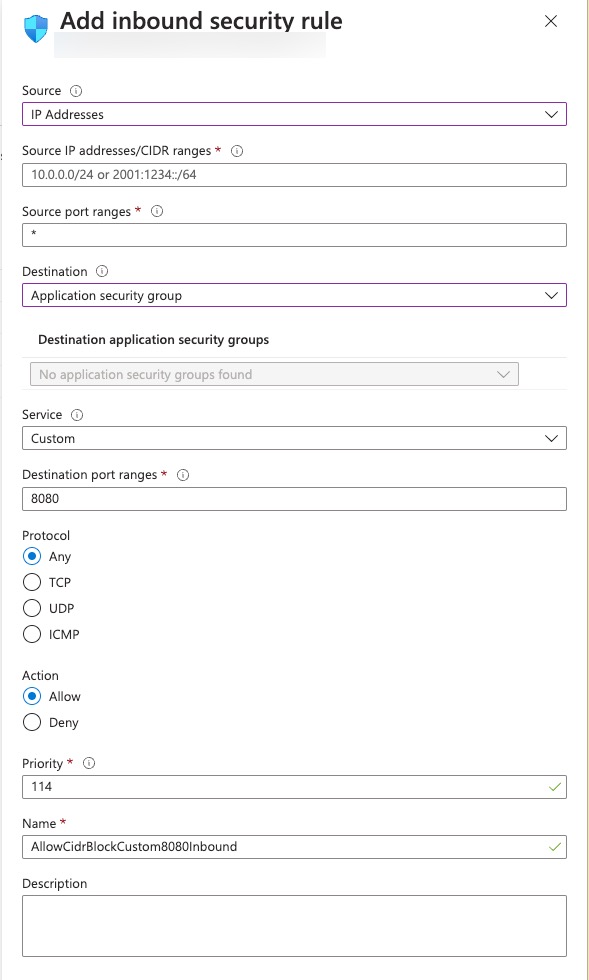 Add inbound security rule
Source
IP Addresses
Source IP addresses/CIDR ranges *
10.0.0.0/24 or 2001:1234::/64
Source port ranges *
*
Destination
Application security group
Destination application security groups
No application security groups found
Service
Custom
Destination port ranges *
8080
Protocol
Any
TCP
UDP
ICMP
Action
Allow
Deny
Priority *
114
Name *
AllowCidrBlockCustom8080Inbound
Description